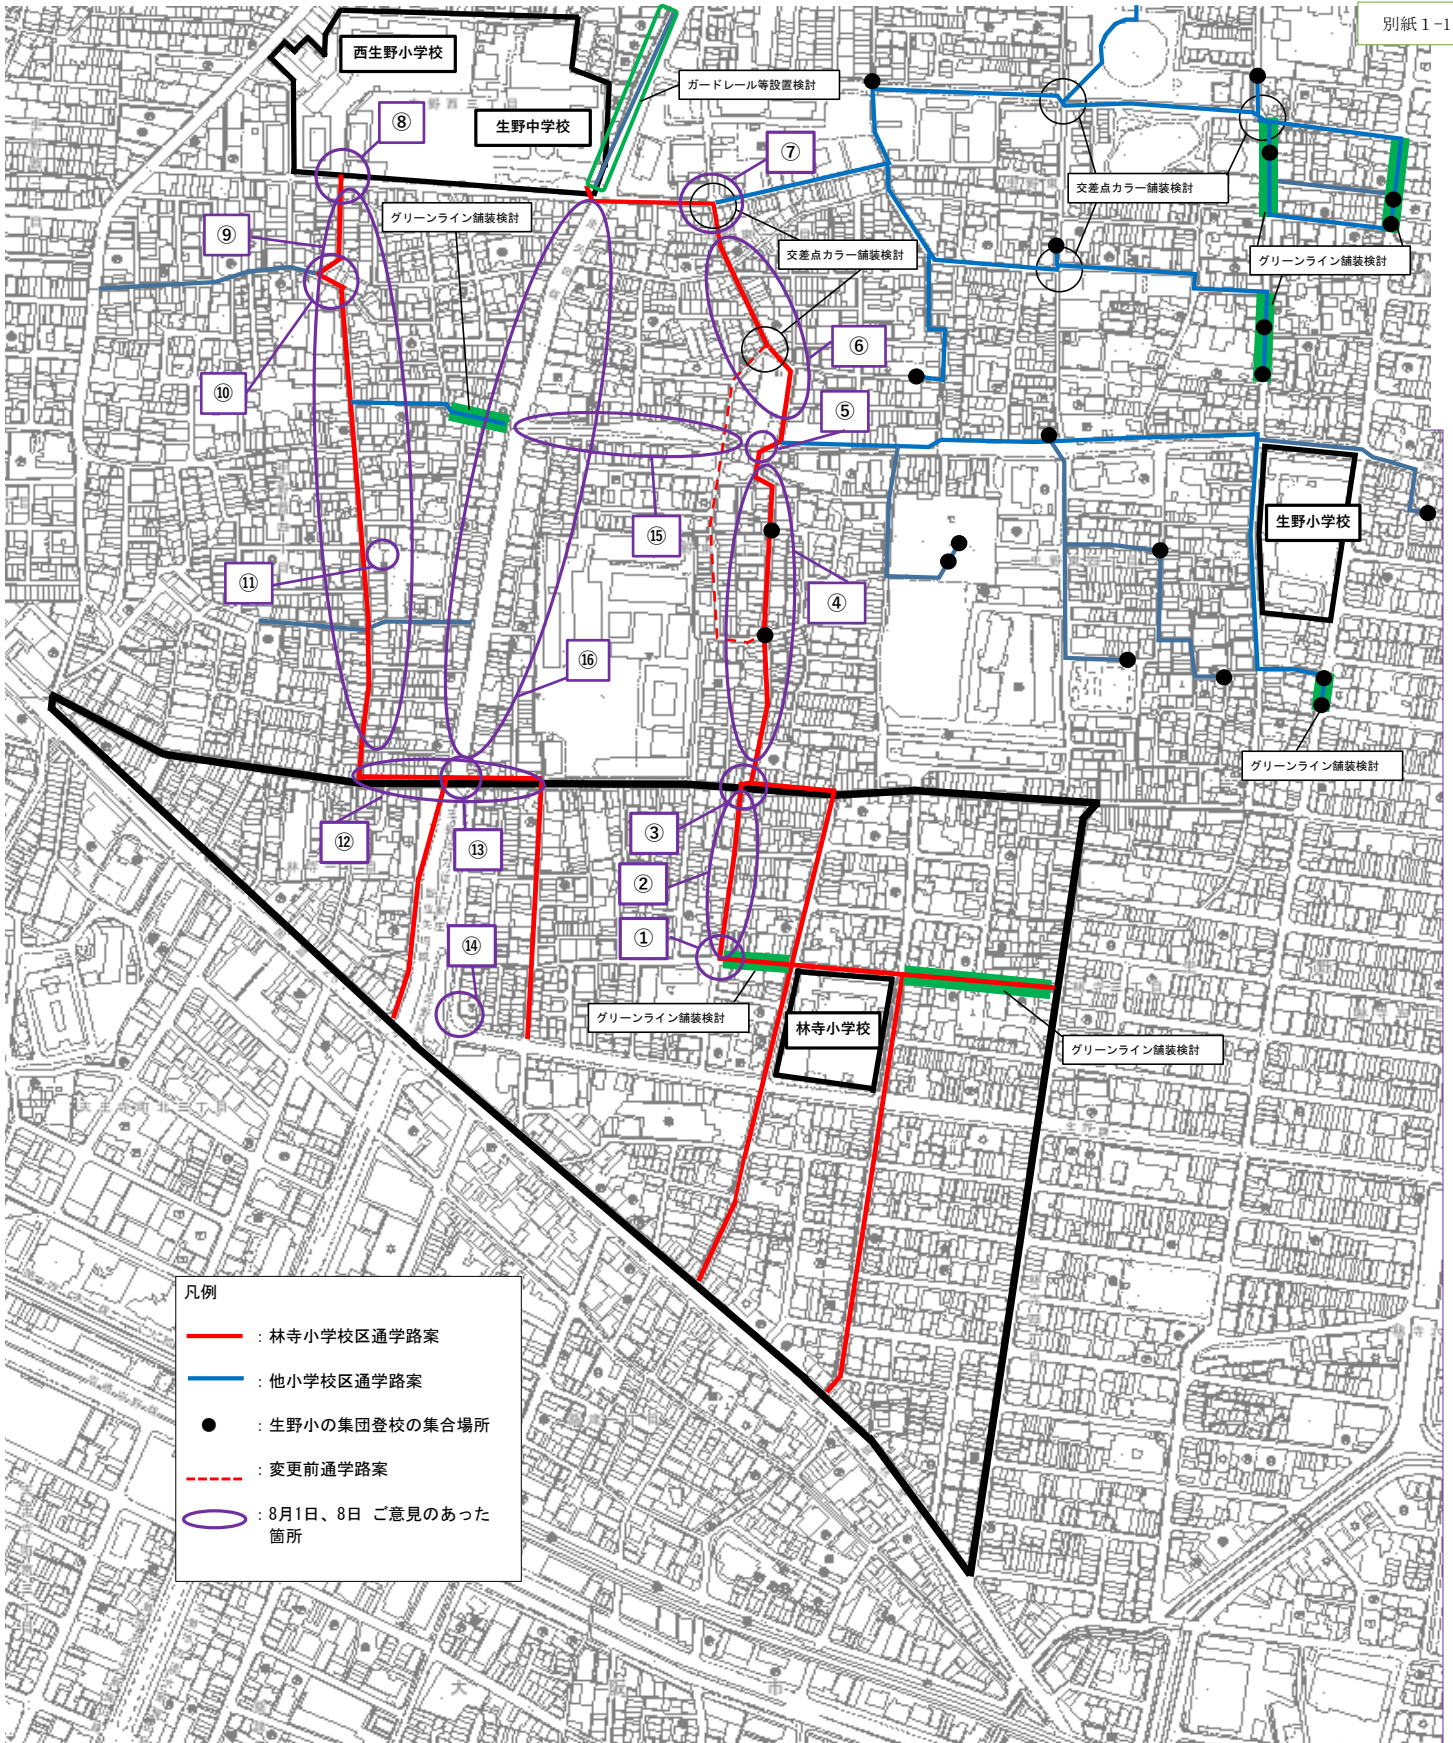 別紙1-1
西生野小学校
ガードレール等設置検討
⑧
生野中学校
⑦
交差点カラー舗装検討
グリーンライン舗装検討
⑨
交差点カラー舗装検討
グリーンライン舗装検討
⑥
⑩
⑤
生野小学校
⑮
⑪
④
⑯
グリーンライン舗装検討
⑫
⑬
③
②
①
⑭
グリーンライン舗装検討
林寺小学校
グリーンライン舗装検討
凡例
：林寺小学校区通学路案
：他小学校区通学路案
：生野小の集団登校の集合場所
：変更前通学路案
：8月1日、8日 ご意見のあった
箇所
大
阪
市